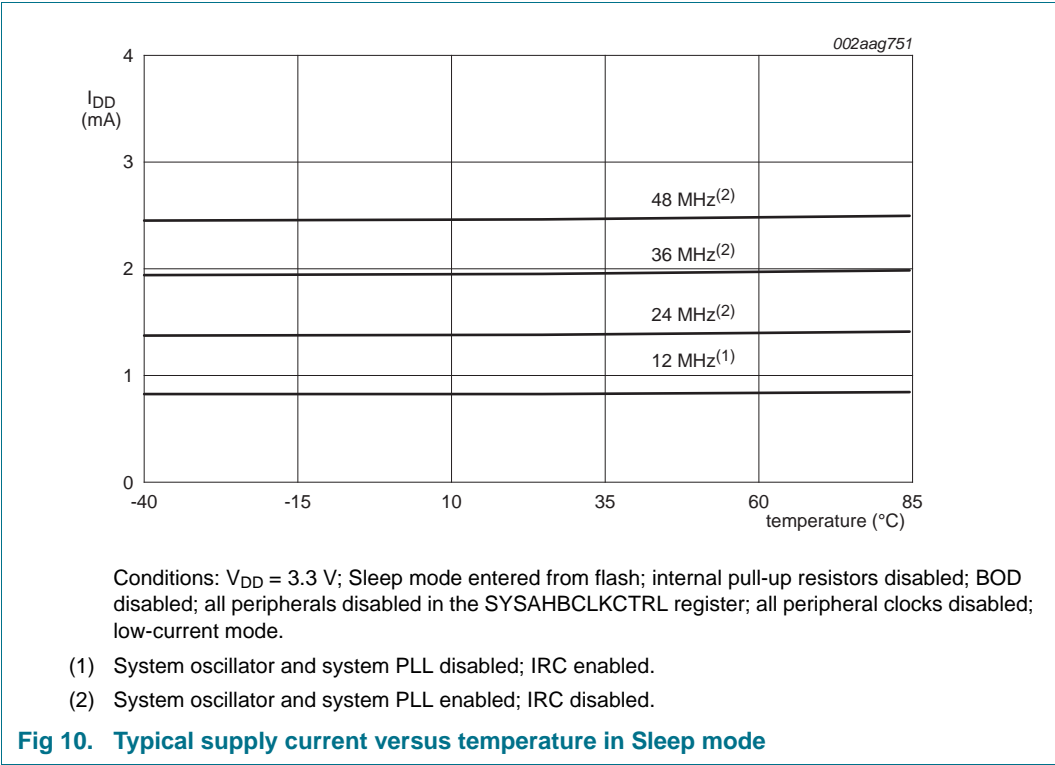 002aag751
4
I_DD
(mA)
3
48 MHz(2)
36 MHz(2)
2
24 MHz(2)
12 MHz(1)
1
0
-40 -15 10 35 60 85
temperature (°C)
Conditions: V_DD = 3.3 V; Sleep mode entered from flash; internal pull-up resistors disabled; BOD
disabled; all peripherals disabled in the SYSAHBCLKCTRL register; all peripheral clocks disabled;
low-current mode.
(1) System oscillator and system PLL disabled; IRC enabled.
(2) System oscillator and system PLL enabled; IRC disabled.
Fig 10. Typical supply current versus temperature in Sleep mode